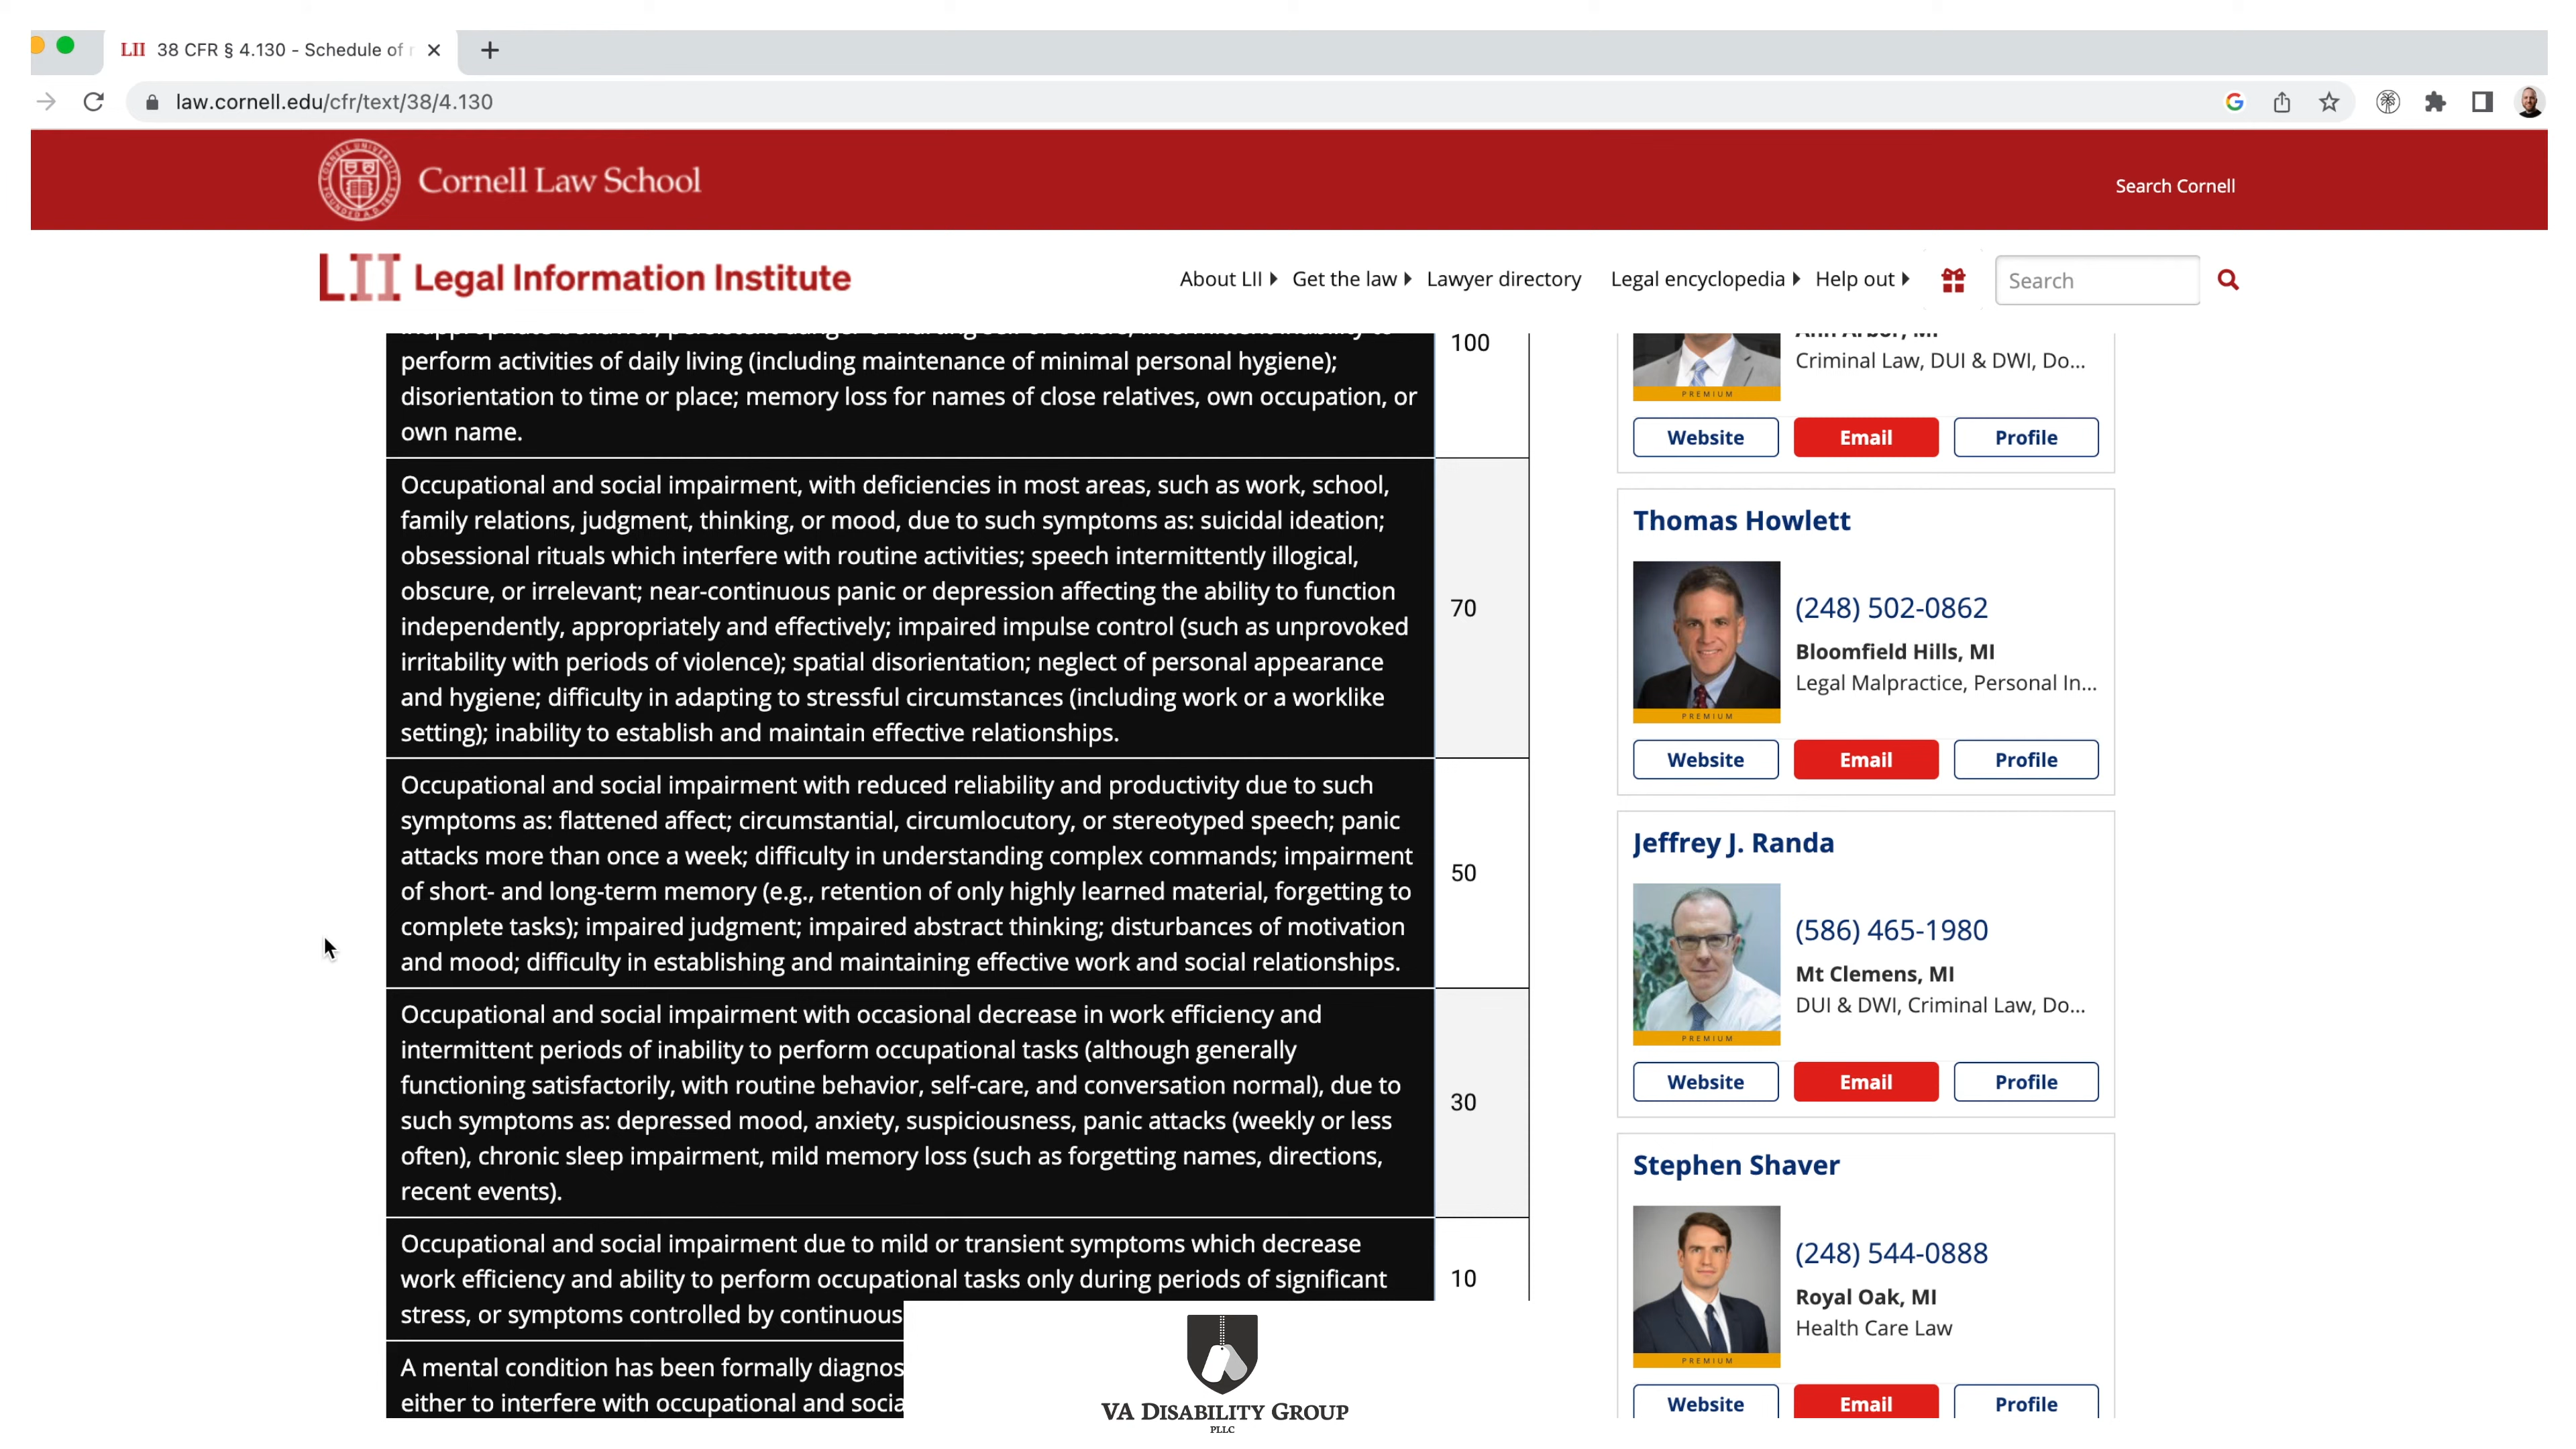 LII 38 CFR § 4.130 - Schedule of
law.cornell.edu/cfr/text/38/4.130
Cornell Law School
Search Cornell
LII Legal Information Institute
About LII
Get the law
Lawyer directory
Legal encyclopedia
Help out
Search
perform activities of daily living (including maintenance of minimal personal hygiene);
disorientation to time or place; memory loss for names of close relatives, own occupation, or
own name.
100
Occupational and social impairment, with deficiencies in most areas, such as work, school,
family relations, judgment, thinking, or mood, due to such symptoms as: suicidal ideation;
obsessional rituals which interfere with routine activities; speech intermittently illogical,
obscure, or irrelevant; near-continuous panic or depression affecting the ability to function
independently, appropriately and effectively; impaired impulse control (such as unprovoked
irritability with periods of violence); spatial disorientation; neglect of personal appearance
and hygiene; difficulty in adapting to stressful circumstances (including work or a worklike
setting); inability to establish and maintain effective relationships.
70
Occupational and social impairment with reduced reliability and productivity due to such
symptoms as: flattened affect; circumstantial, circumlocutory, or stereotyped speech; panic
attacks more than once a week; difficulty in understanding complex commands; impairment
of short- and long-term memory (e.g., retention of only highly learned material, forgetting to
complete tasks); impaired judgment; impaired abstract thinking; disturbances of motivation
and mood; difficulty in establishing and maintaining effective work and social relationships.
50
Occupational and social impairment with occasional decrease in work efficiency and
intermittent periods of inability to perform occupational tasks (although generally
functioning satisfactorily, with routine behavior, self-care, and conversation normal), due to
such symptoms as: depressed mood, anxiety, suspiciousness, panic attacks (weekly or less
often), chronic sleep impairment, mild memory loss (such as forgetting names, directions,
recent events).
30
Occupational and social impairment due to mild or transient symptoms which decrease
work efficiency and ability to perform occupational tasks only during periods of significant
stress, or symptoms controlled by continuous
10
A mental condition has been formally diagnos
either to interfere with occupational and socia
VA DISABILITY GROUP
PLLC
Criminal Law, DUI & DWI, Do...
PREMIUM
Website
Email
Profile
Thomas Howlett
(248) 502-0862
Bloomfield Hills, MI
Legal Malpractice, Personal In...
PREMIUM
Website
Email
Profile
Jeffrey J. Randa
(586) 465-1980
Mt Clemens, MI
DUI & DWI, Criminal Law, Do...
PREMIUM
Website
Email
Profile
Stephen Shaver
(248) 544-0888
Royal Oak, MI
Health Care Law
PREMIUM
Website
Email
Profile